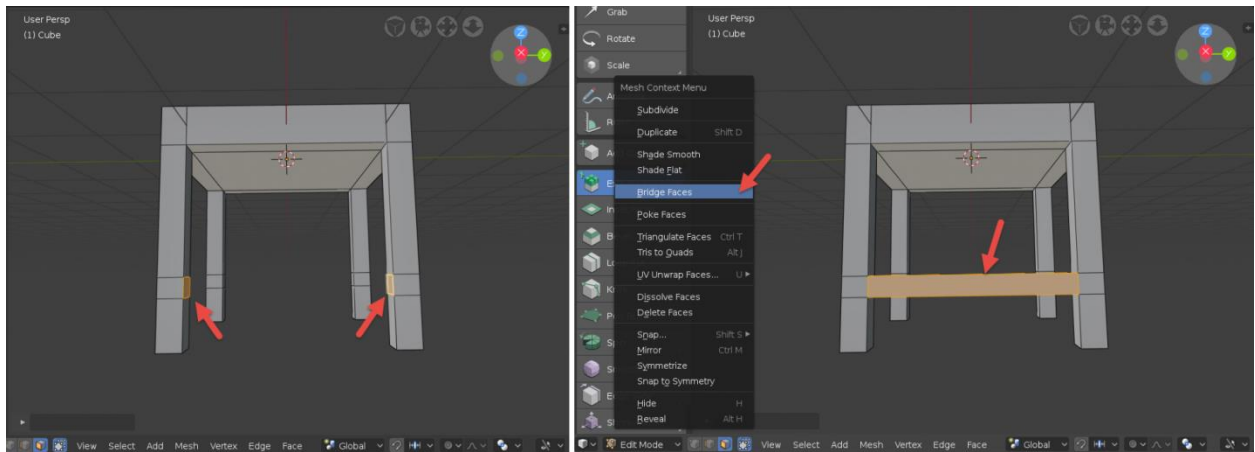 User Persp
(1) Cube
View Select Add Mesh Vertex Edge Face Global
Grab
Rotate
Scale
Mesh Context Menu
Subdivide
Duplicate Shift D
Shade Smooth
Shade Flat
Bridge Faces
Poke Faces
Triangulate Faces Ctrl T
Tris to Quads Alt J
UV Unwrap Faces... U
Dissolve Faces
Delete Faces
Snap... Shift S
Mirror Ctrl M
Symmetrize
Snap to Symmetry
Hide H
Reveal Alt H
User Persp
(1) Cube
Edit Mode View Select Add Mesh Vertex Edge Face Global